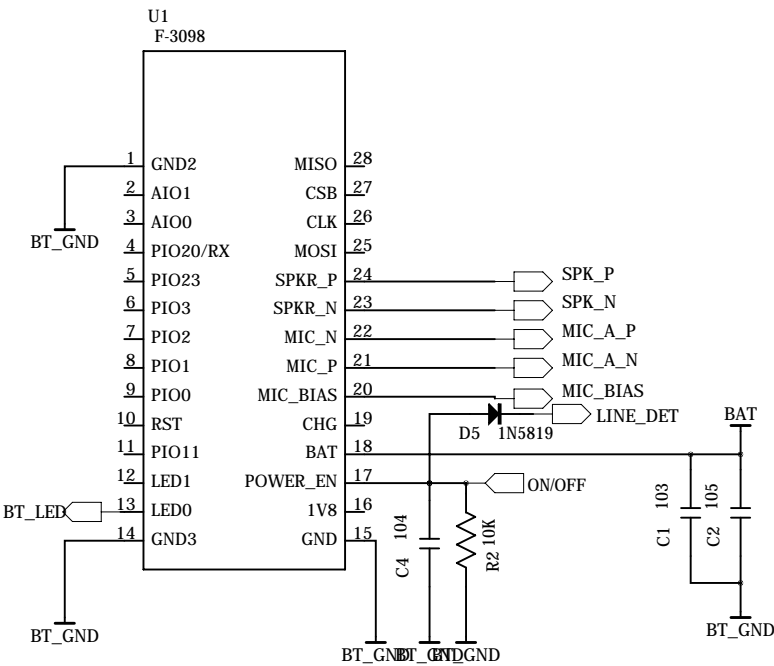 U1
F-3098
1 GND2 MISO 28
2 AIO1 CSB 27
3 AIO0 CLK 26
4 PIO20/RX MOSI 25
5 PIO23 SPKR_P 24 SPK_P
6 PIO3 SPKR_N 23 SPK_N
7 PIO2 MIC_N 22 MIC_A_P
8 PIO1 MIC_P 21 MIC_A_N
9 PIO0 MIC_BIAS 20 MIC_BIAS
10 RST CHG 19
11 PIO11 BAT 18
12 LED1 POWER_EN 17 ON/OFF
BT_LED 13 LED0 1V8 16
14 GND3 GND 15
BT_GND
D5 1N5819 LINE_DET
BAT
C4 104
R2 10K
C1 103
C2 105
BT_GND
BT_GND
BT_GND
BT_GND
BT_GND